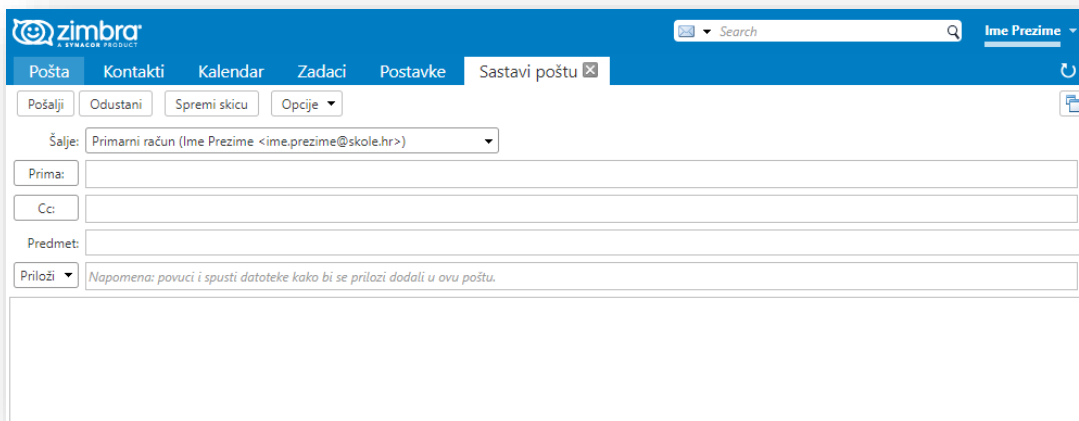 zimbra
A SYNACOR PRODUCT
Search
Ime Prezime
Pošta Kontakti Kalendar Zadaci Postavke Sastavi poštu
Pošalji Odustani Spremi skicu Opcije
Šalje: Primarni račun (Ime Prezime <ime.prezime@skole.hr>)
Prima:
Cc:
Predmet:
Priloži Napomena: povuci i spusti datoteke kako bi se prilozi dodali u ovu poštu.